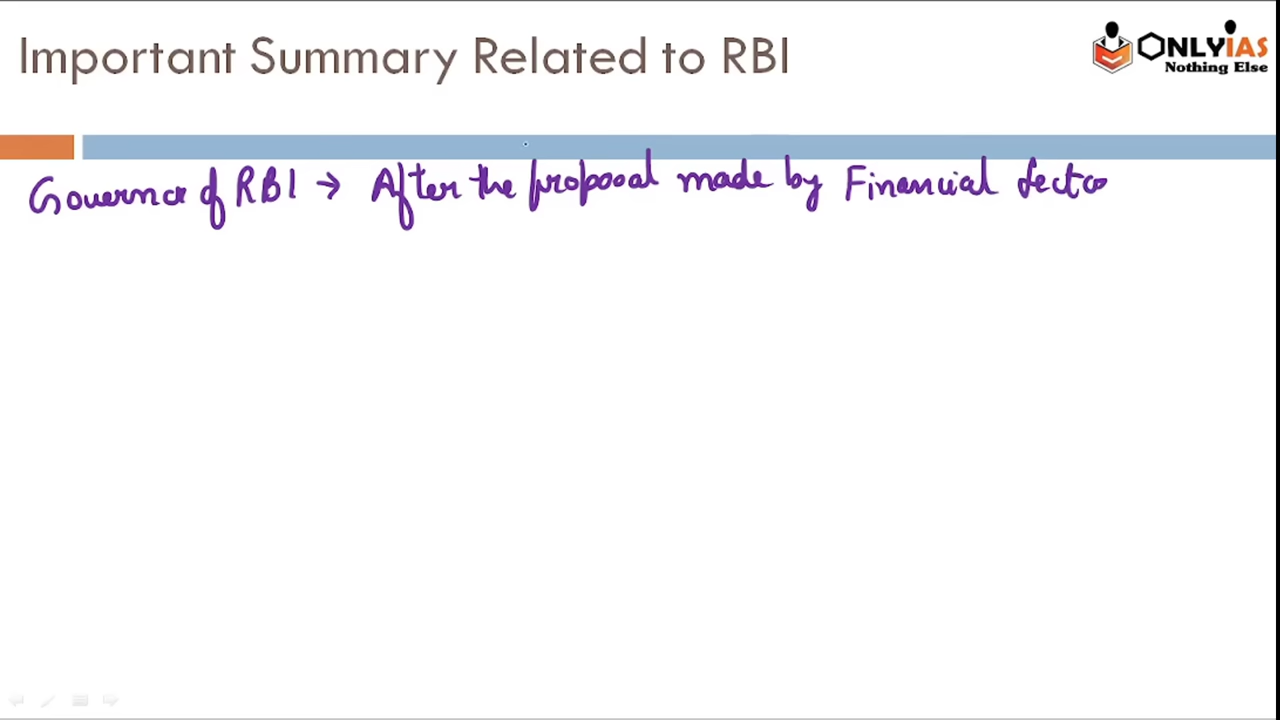 Important Summary Related to RBI
ONLYIAS
Nothing Else
Governor of RBI → After the proposal made by Financial Sector